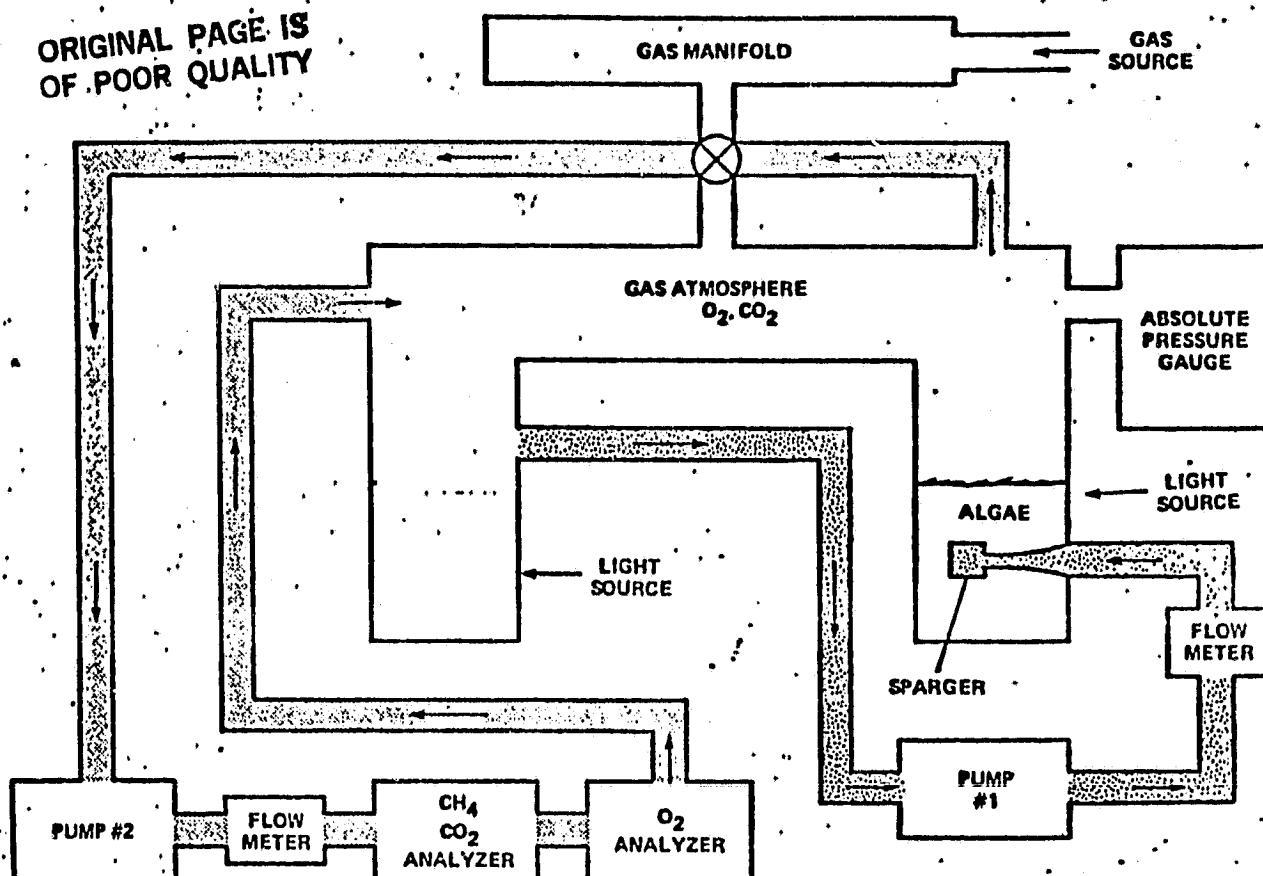 ORIGINAL PAGE IS
OF POOR QUALITY
GAS MANIFOLD
GAS
SOURCE
GAS ATMOSPHERE
O₂, CO₂
ABSOLUTE
PRESSURE
GAUGE
LIGHT
SOURCE
ALGAE
LIGHT
SOURCE
FLOW
METER
SPARGER
PUMP
#1
PUMP #2
FLOW
METER
CH₄
CO₂
ANALYZER
O₂
ANALYZER